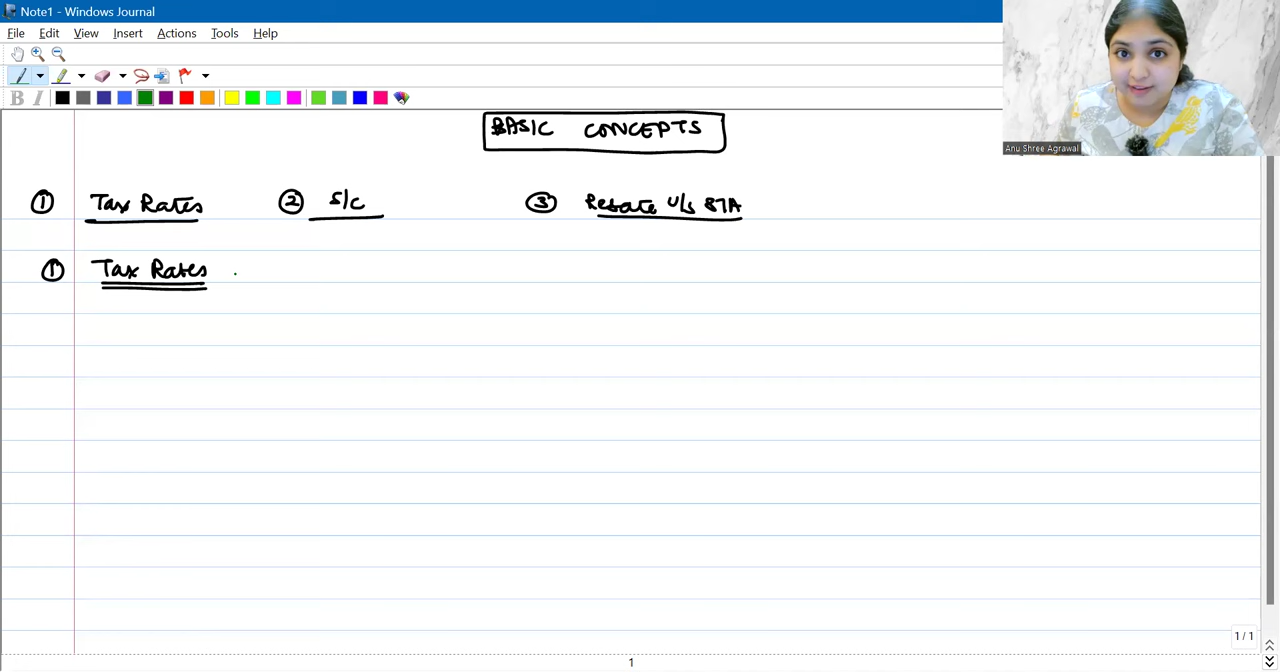 Note1 - Windows Journal
File Edit View Insert Actions Tools Help
B I
Anu Shree Agrawal
BASIC CONCEPTS
① Tax Rates ② S/C ③ Rebate u/s 87A
① Tax Rates
1/1
1